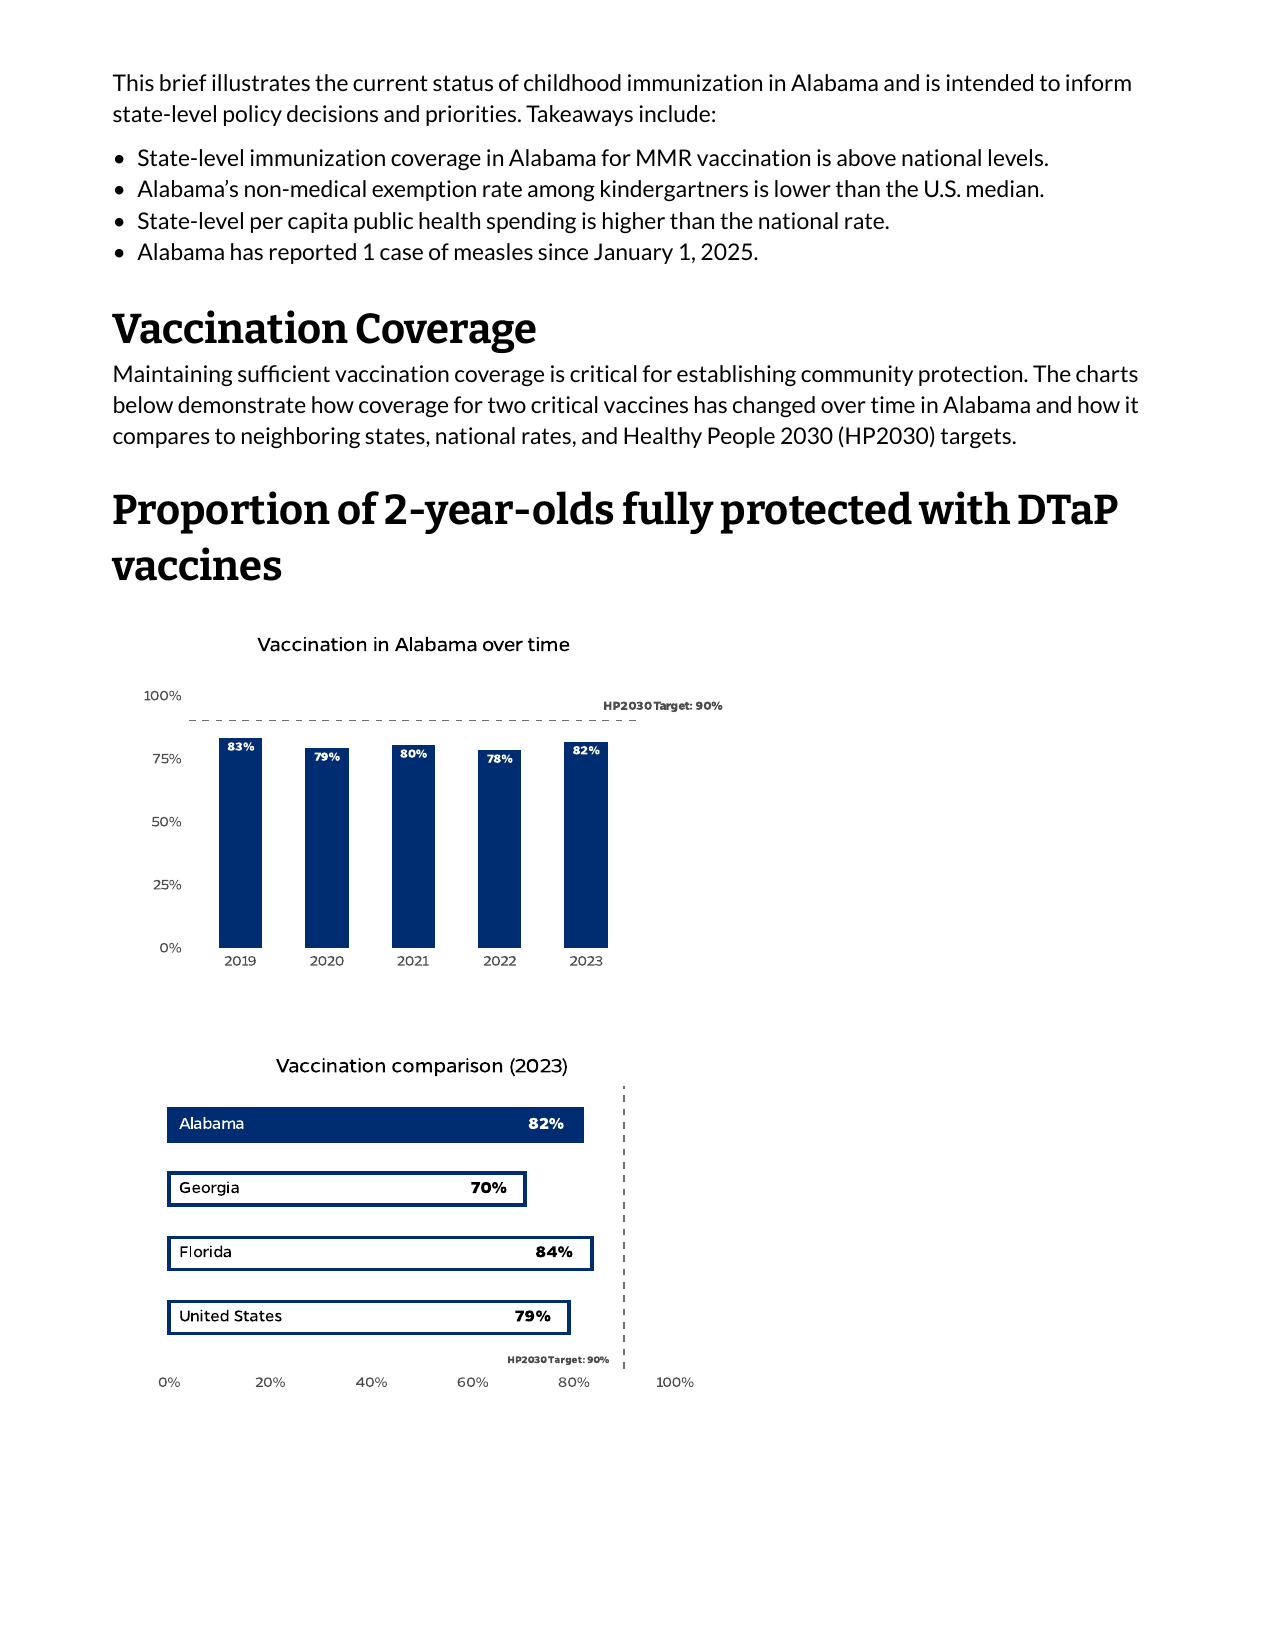 This brief illustrates the current status of childhood immunization in Alabama and is intended to inform
state-level policy decisions and priorities. Takeaways include:
• State-level immunization coverage in Alabama for MMR vaccination is above national levels.
• Alabama's non-medical exemption rate among kindergartners is lower than the U.S. median.
• State-level per capita public health spending is higher than the national rate.
• Alabama has reported 1 case of measles since January 1, 2025.
Vaccination Coverage
Maintaining sufficient vaccination coverage is critical for establishing community protection. The charts
below demonstrate how coverage for two critical vaccines has changed over time in Alabama and how it
compares to neighboring states, national rates, and Healthy People 2030 (HP2030) targets.
Proportion of 2-year-olds fully protected with DTaP
vaccines
Vaccination in Alabama over time
100%
HP2030 Target: 90%
83% 79% 80% 78% 82%
75%
50%
25%
0%
2019 2020 2021 2022 2023
Vaccination comparison (2023)
Alabama 82%
Georgia 70%
Florida 84%
United States 79%
HP2030 Target: 90%
0% 20% 40% 60% 80% 100%